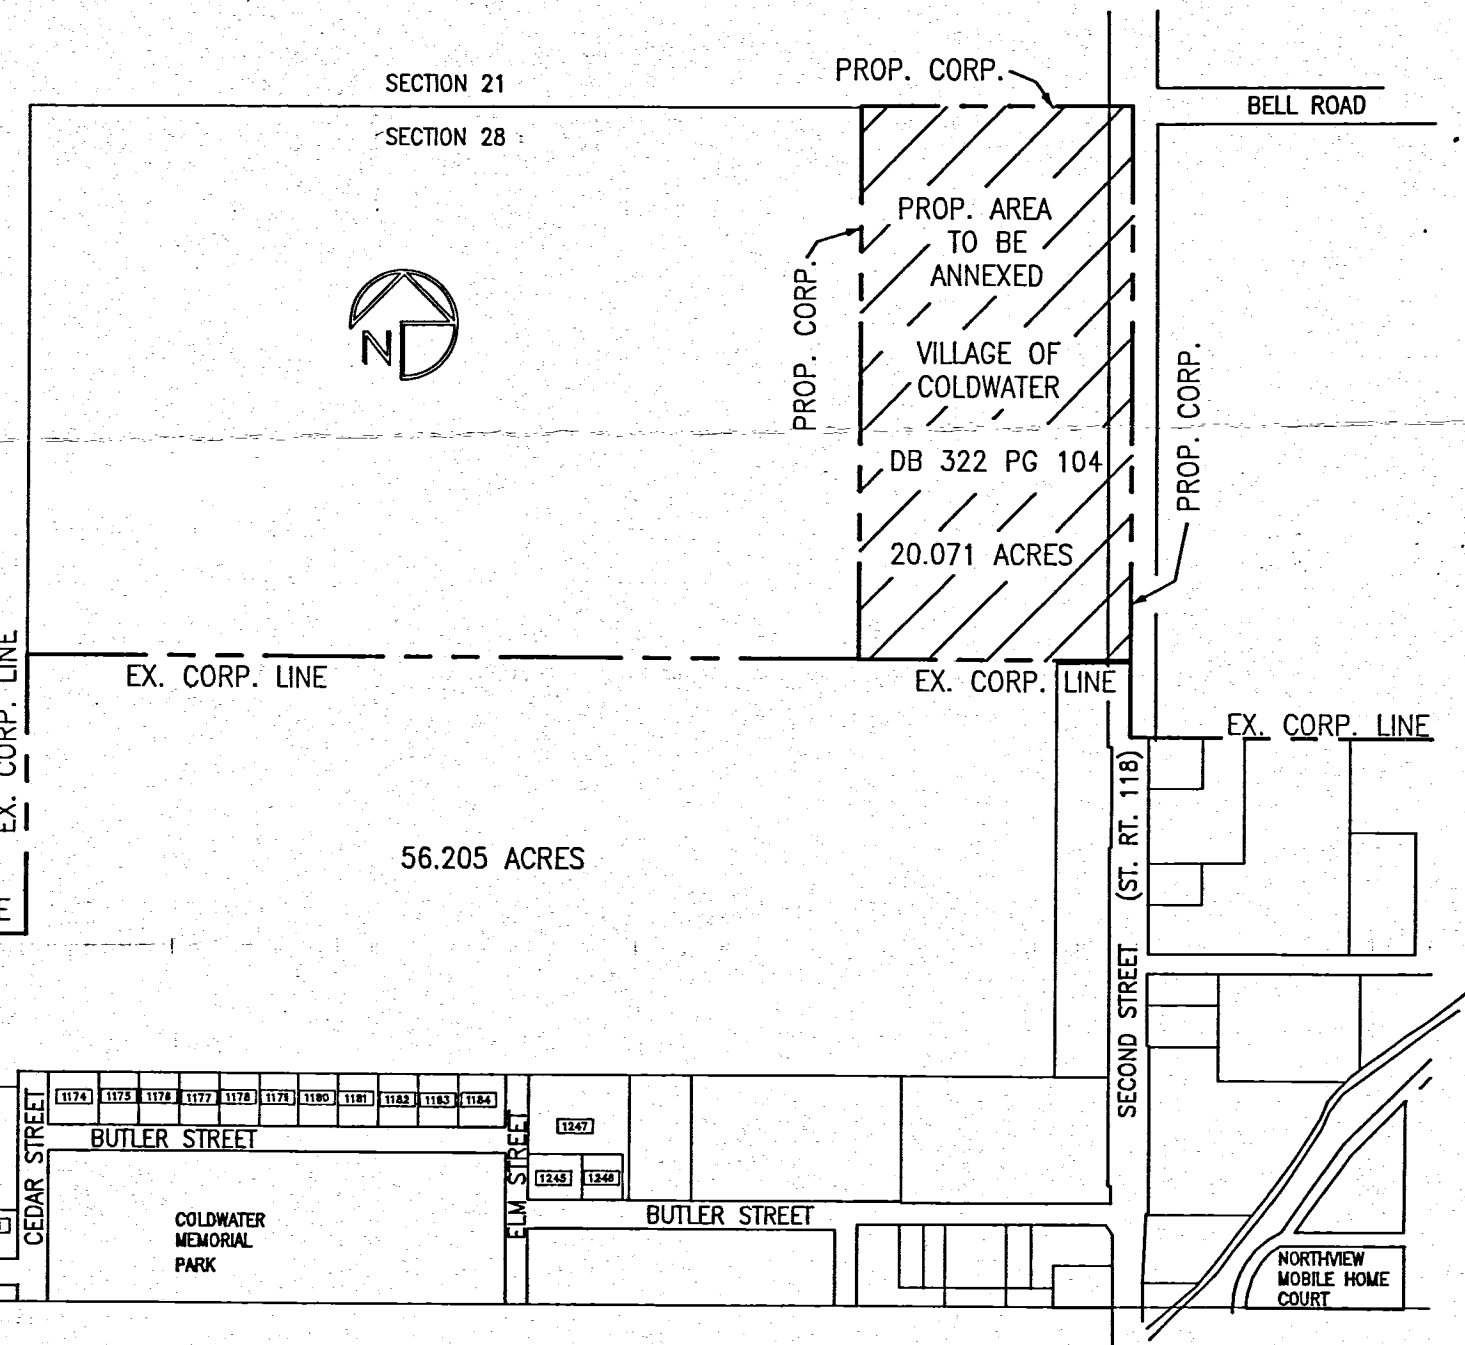 SECTION 21
PROP. CORP.
BELL ROAD
SECTION 28
PROP. AREA
TO BE
ANNEXED
PROP. CORP.
N
VILLAGE OF
COLDWATER
PROP. CORP.
DB 322 PG 104
20.071 ACRES
EX. CORP. LINE
EX. CORP. LINE
EX. CORP. LINE
EX. CORP. LINE
56.205 ACRES
SECOND STREET (ST. RT. 118)
1174
1175
1176
1177
1178
1179
1180
1181
1182
1183
1184
BUTLER STREET
CEDAR STREET
ELM STREET
1247
1245
1246
BUTLER STREET
COLDWATER
MEMORIAL
PARK
NORTHVIEW
MOBILE HOME
COURT